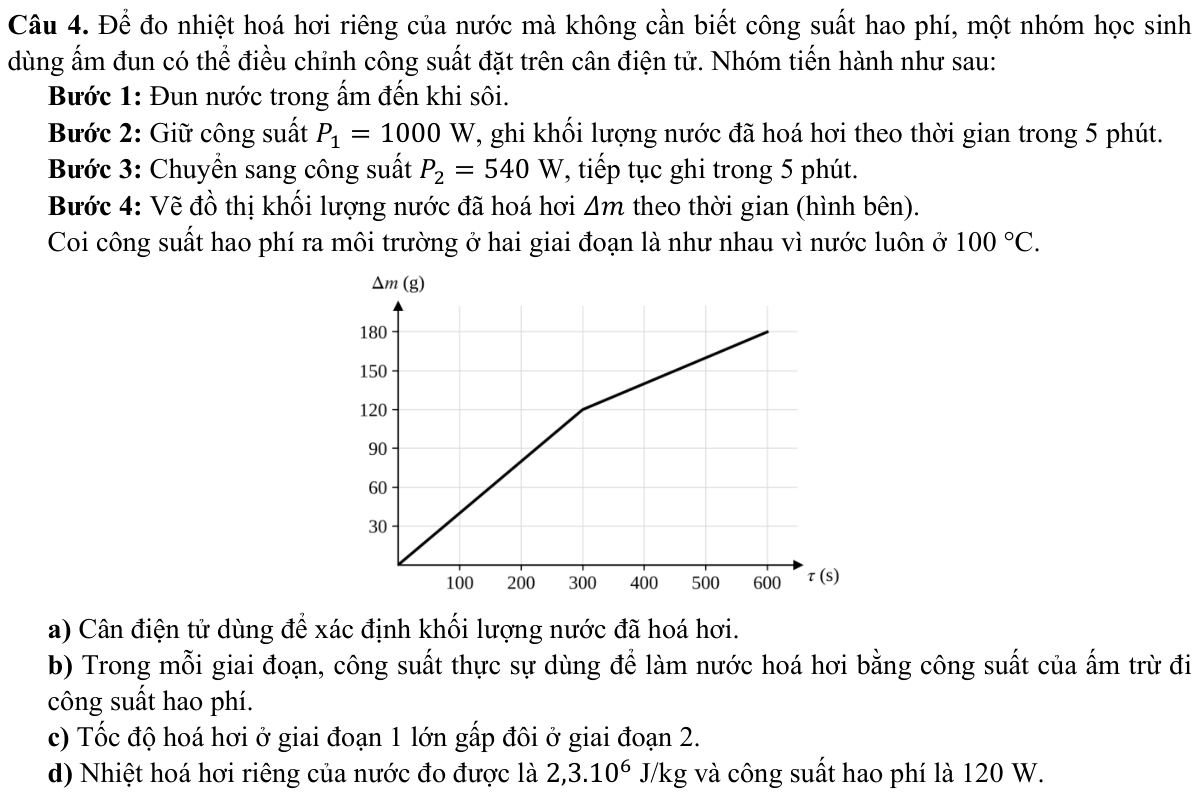 Câu 4. Để đo nhiệt hoá hơi riêng của nước mà không cần biết công suất hao phí, một nhóm học sinh
dùng ấm đun có thể điều chỉnh công suất đặt trên cân điện tử. Nhóm tiến hành như sau:
Bước 1: Đun nước trong ấm đến khi sôi.
Bước 2: Giữ công suất P₁ = 1000 W, ghi khối lượng nước đã hoá hơi theo thời gian trong 5 phút.
Bước 3: Chuyển sang công suất P₂ = 540 W, tiếp tục ghi trong 5 phút.
Bước 4: Vẽ đồ thị khối lượng nước đã hoá hơi Δm theo thời gian (hình bên).
Coi công suất hao phí ra môi trường ở hai giai đoạn là như nhau vì nước luôn ở 100 °C.
Δm (g)
180
150
120
90
60
30
100 200 300 400 500 600 τ (s)
a) Cân điện tử dùng để xác định khối lượng nước đã hoá hơi.
b) Trong mỗi giai đoạn, công suất thực sự dùng để làm nước hoá hơi bằng công suất của ấm trừ đi
công suất hao phí.
c) Tốc độ hoá hơi ở giai đoạn 1 lớn gấp đôi ở giai đoạn 2.
d) Nhiệt hoá hơi riêng của nước đo được là 2,3.10⁶ J/kg và công suất hao phí là 120 W.